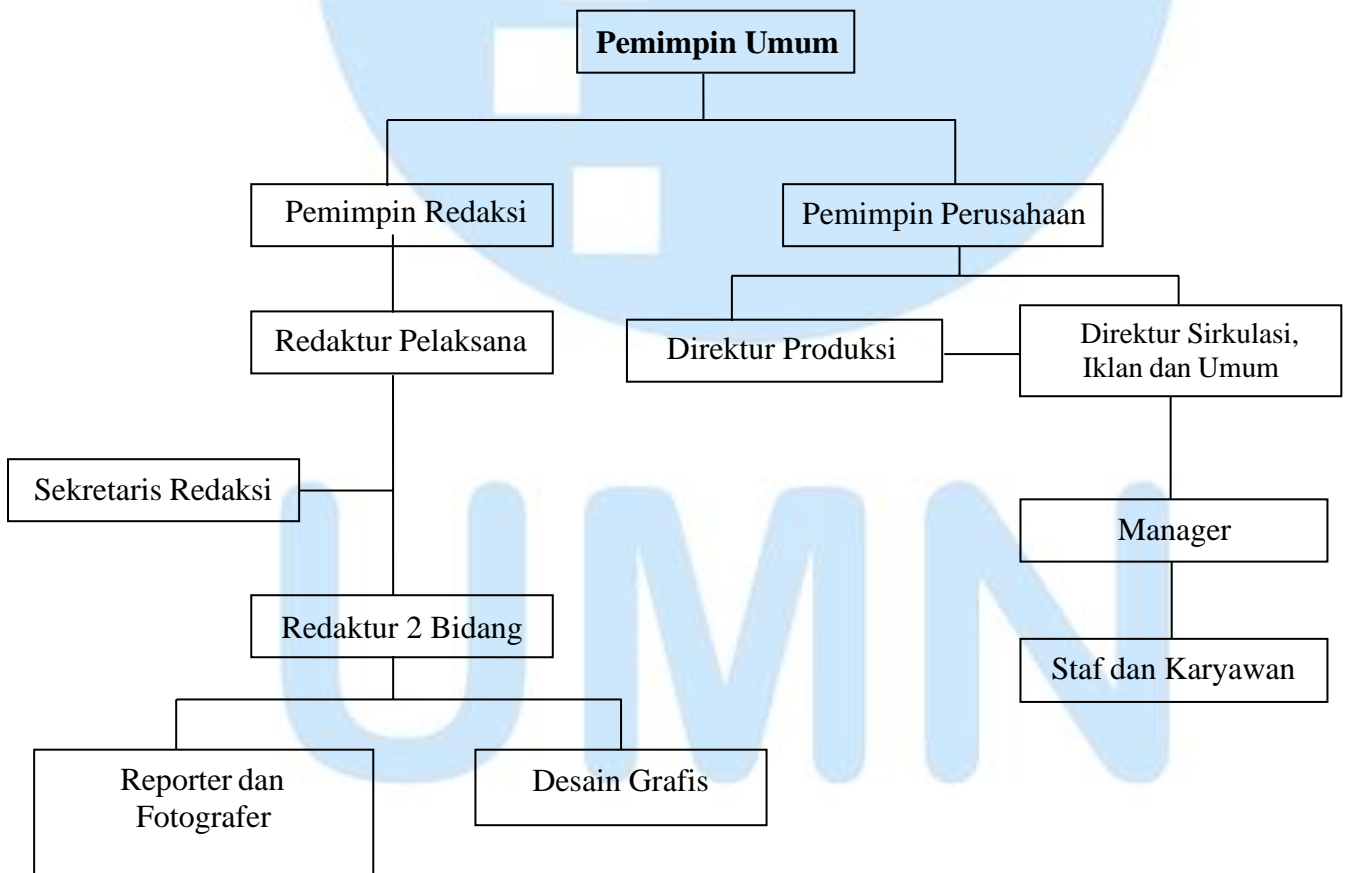 Pemimpin Umum
Pemimpin Redaksi
Pemimpin Perusahaan
Redaktur Pelaksana
Direktur Produksi
Direktur Sirkulasi,
Iklan dan Umum
Sekretaris Redaksi
Manager
Redaktur 2 Bidang
Staf dan Karyawan
Reporter dan
Fotografer
Desain Grafis
UMN